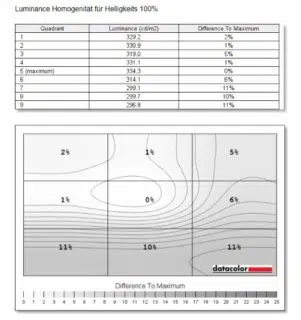 Luminance Homogenität für Helligkeits 100%
Quadrant Luminance (cd/m2) Difference To Maximum
1 329.2 2%
2 330.9 1%
3 319.0 5%
4 331.1 1%
5 (maximum) 334.3 0%
6 314.1 6%
7 299.1 11%
8 299.7 10%
9 296.8 11%
2% 1% 5%
1% 0% 6%
11% 10% 11%
datacolor
Difference To Maximum
0 1 2 3 4 5 6 7 8 9 10 11 12 13 14 15 16 17 18 19 20 21 22 23 24 25